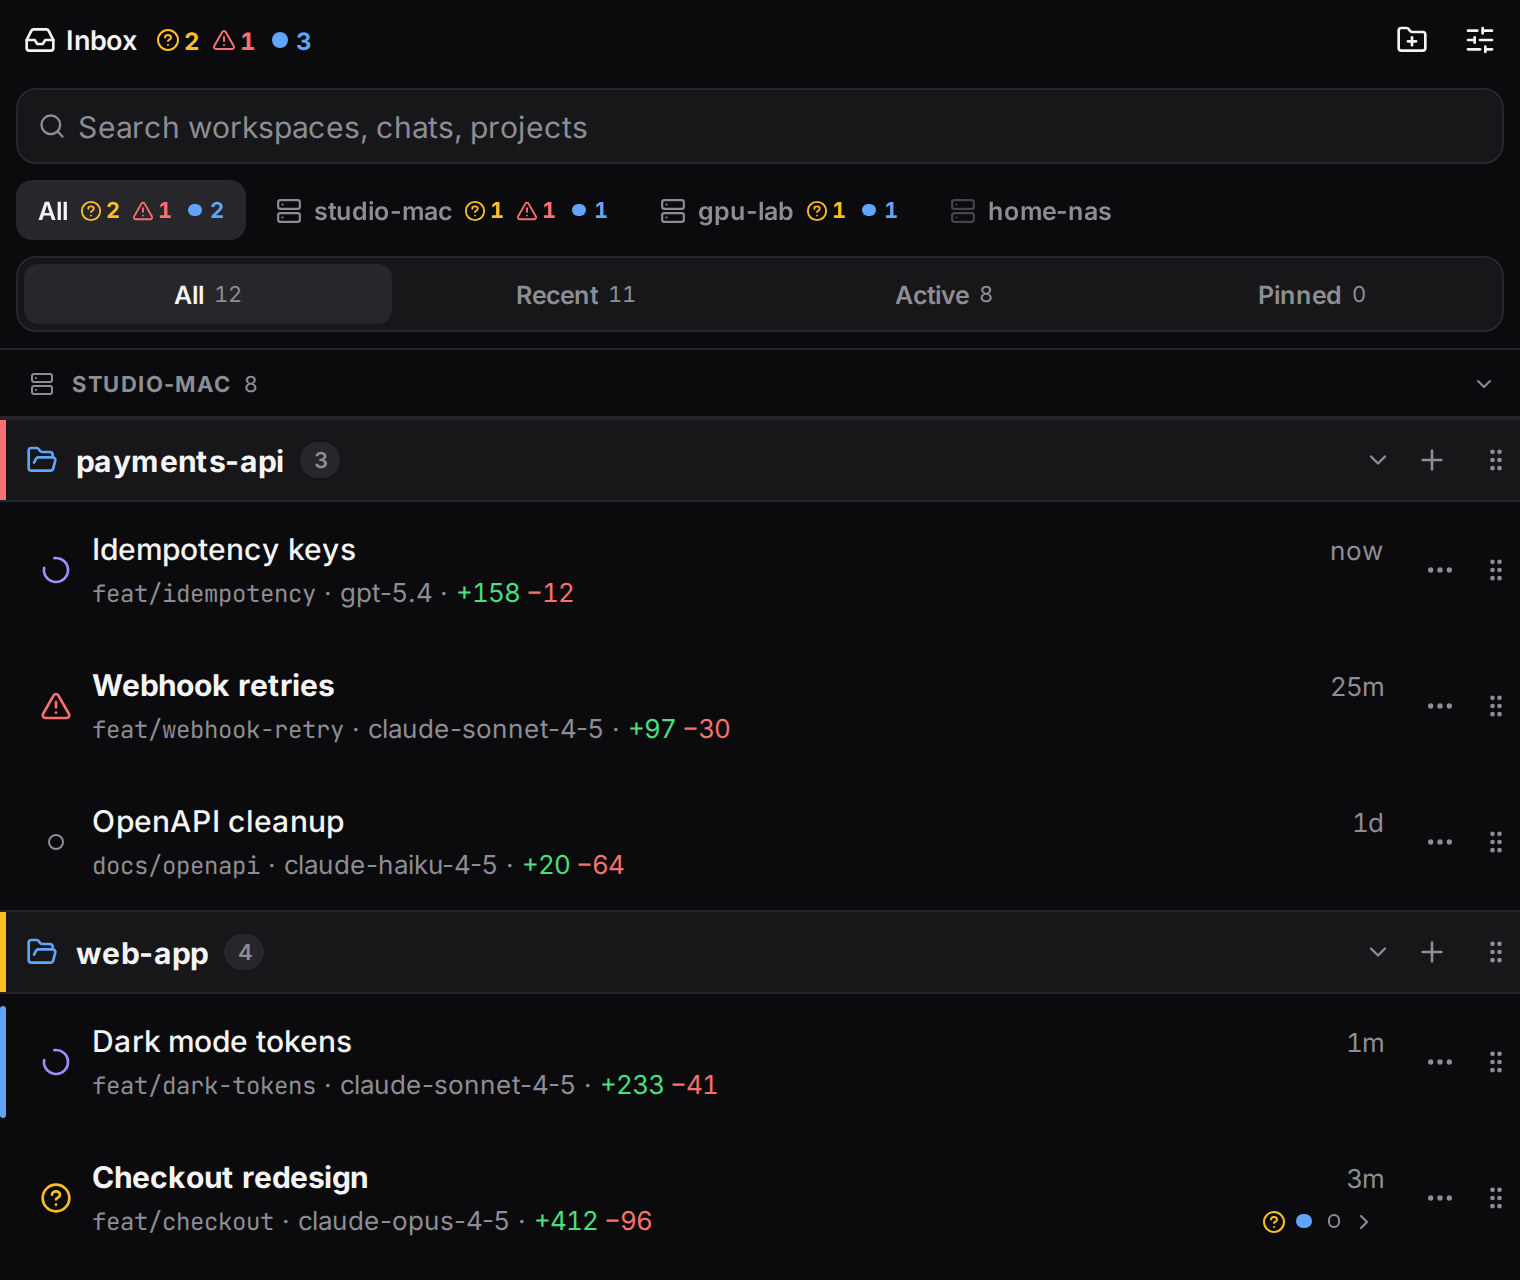 Inbox 2 1 3
Search workspaces, chats, projects
All 2 1 2 studio-mac 1 1 1 gpu-lab 1 1 home-nas
All 12 Recent 11 Active 8 Pinned 0
STUDIO-MAC 8
payments-api 3
Idempotency keys now
feat/idempotency · gpt-5.4 · +158 −12
Webhook retries 25m
feat/webhook-retry · claude-sonnet-4-5 · +97 −30
OpenAPI cleanup 1d
docs/openapi · claude-haiku-4-5 · +20 −64
web-app 4
Dark mode tokens 1m
feat/dark-tokens · claude-sonnet-4-5 · +233 −41
Checkout redesign 3m
feat/checkout · claude-opus-4-5 · +412 −96